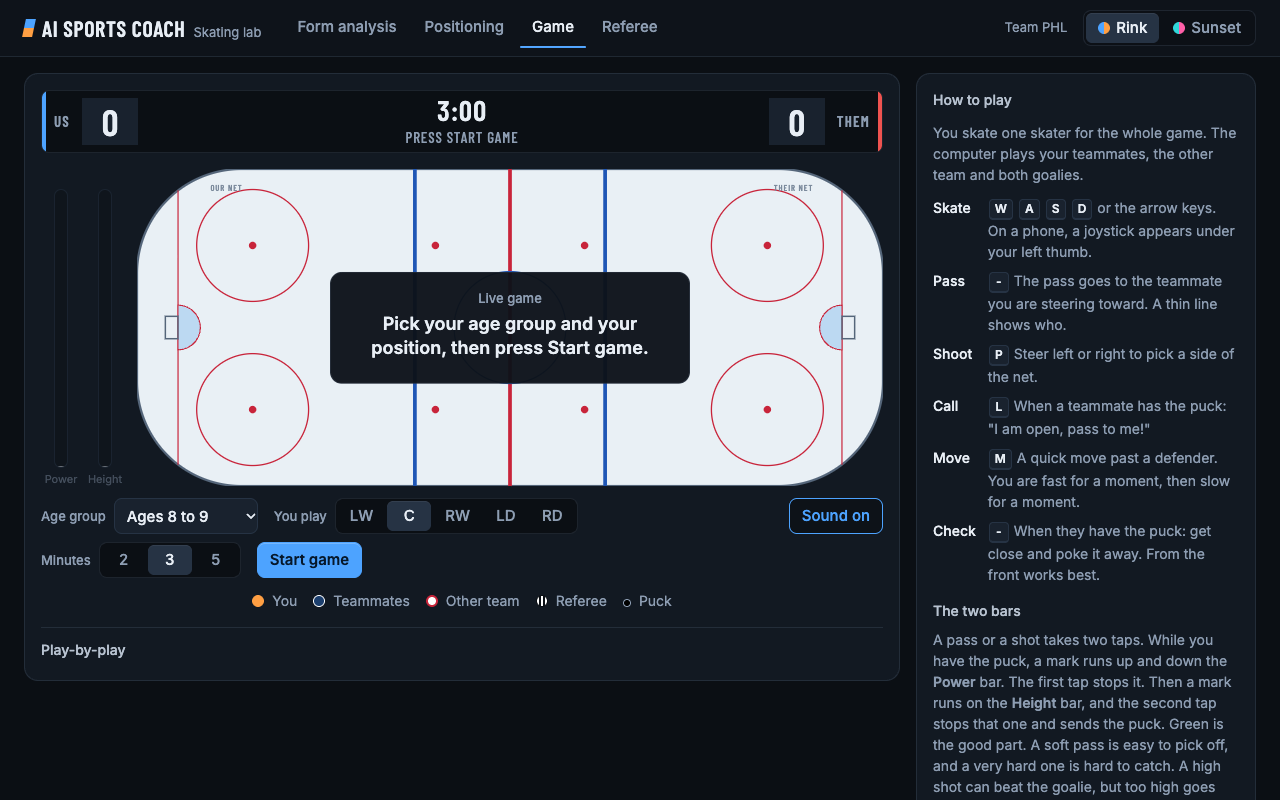 AI SPORTS COACH Skating lab Form analysis Positioning Game Referee Team PHL Rink Sunset
US 0 3:00 0 THEM
PRESS START GAME
OUR NET THEIR NET
Live game
Pick your age group and your
position, then press Start game.
Power Height
Age group Ages 8 to 9 You play LW C RW LD RD Sound on
Minutes 2 3 5 Start game
You Teammates Other team Referee Puck
Play-by-play
How to play
You skate one skater for the whole game. The
computer plays your teammates, the other
team and both goalies.
Skate W A S D or the arrow keys.
On a phone, a joystick appears under
your left thumb.
Pass - The pass goes to the teammate
you are steering toward. A thin line
shows who.
Shoot P Steer left or right to pick a side of
the net.
Call L When a teammate has the puck:
"I am open, pass to me!"
Move M A quick move past a defender.
You are fast for a moment, then slow
for a moment.
Check - When they have the puck: get
close and poke it away. From the
front works best.
The two bars
A pass or a shot takes two taps. While you
have the puck, a mark runs up and down the
Power bar. The first tap stops it. Then a mark
runs on the Height bar, and the second tap
stops that one and sends the puck. Green is
the good part. A soft pass is easy to pick off,
and a very hard one is hard to catch. A high
shot can beat the goalie, but too high goes